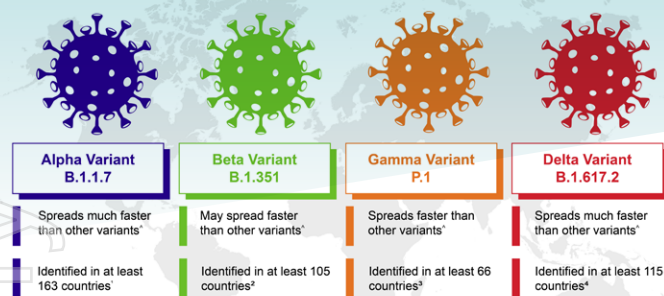 Alpha Variant
B.1.1.7
Spreads much faster
than other variants^
Identified in at least
163 countries¹
Beta Variant
B.1.351
May spread faster
than other variants^
Identified in at least 105
countries²
Gamma Variant
P.1
Spreads faster than
other variants^
Identified in at least 66
countries³
Delta Variant
B.1.617.2
Spreads much faster
than other variants^
Identified in at least 115
countries⁴